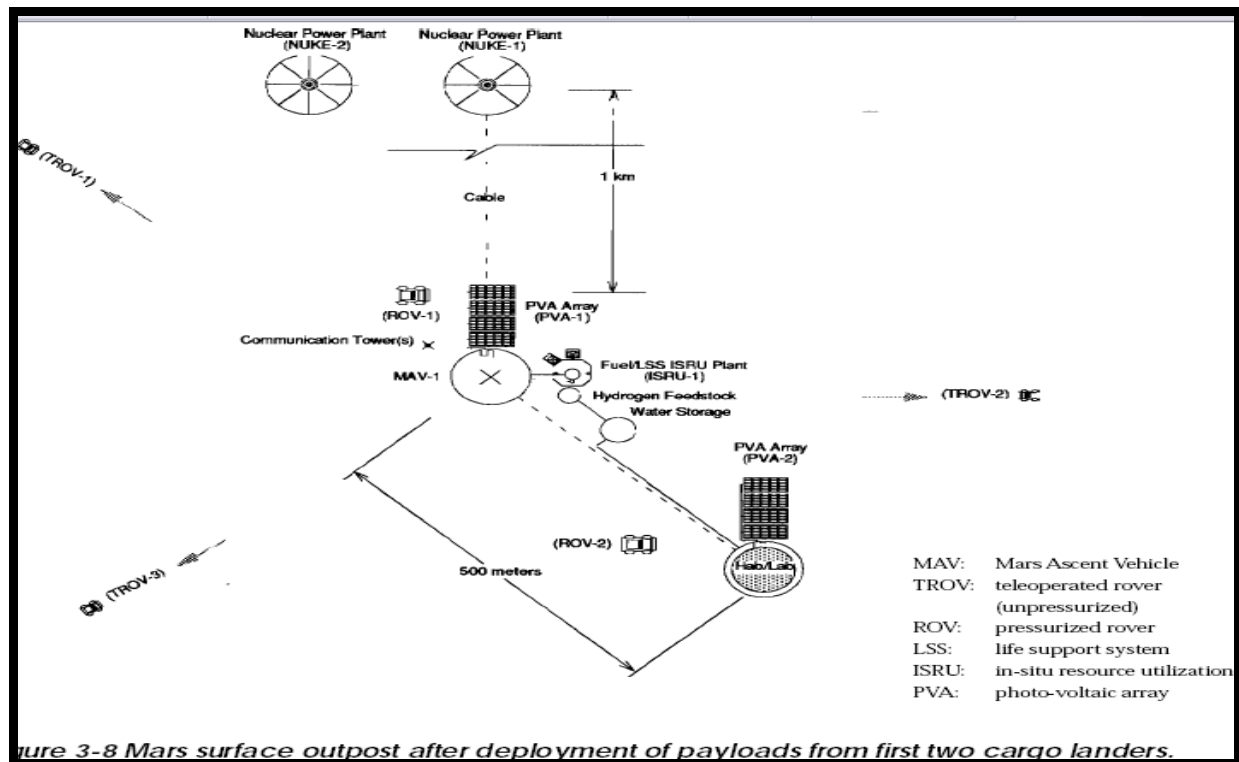 Nuclear Power Plant
(NUKE-2)
Nuclear Power Plant
(NUKE-1)
(TROV-1)
1 km
Cable
(ROV-1)
PVA Array
(PVA-1)
Communication Tower(s)
MAV-1
Fuel/LSS ISRU Plant
(ISRU-1)
Hydrogen Feedstock
Water Storage
(TROV-2)
PVA Array
(PVA-2)
(ROV-2)
Hab/Lab
500 meters
(TROV-3)
MAV: Mars Ascent Vehicle
TROV: teleoperated rover
(unpressurized)
ROV: pressurized rover
LSS: life support system
ISRU: in-situ resource utilization
PVA: photo-voltaic array
gure 3-8 Mars surface outpost after deployment of payloads from first two cargo landers.